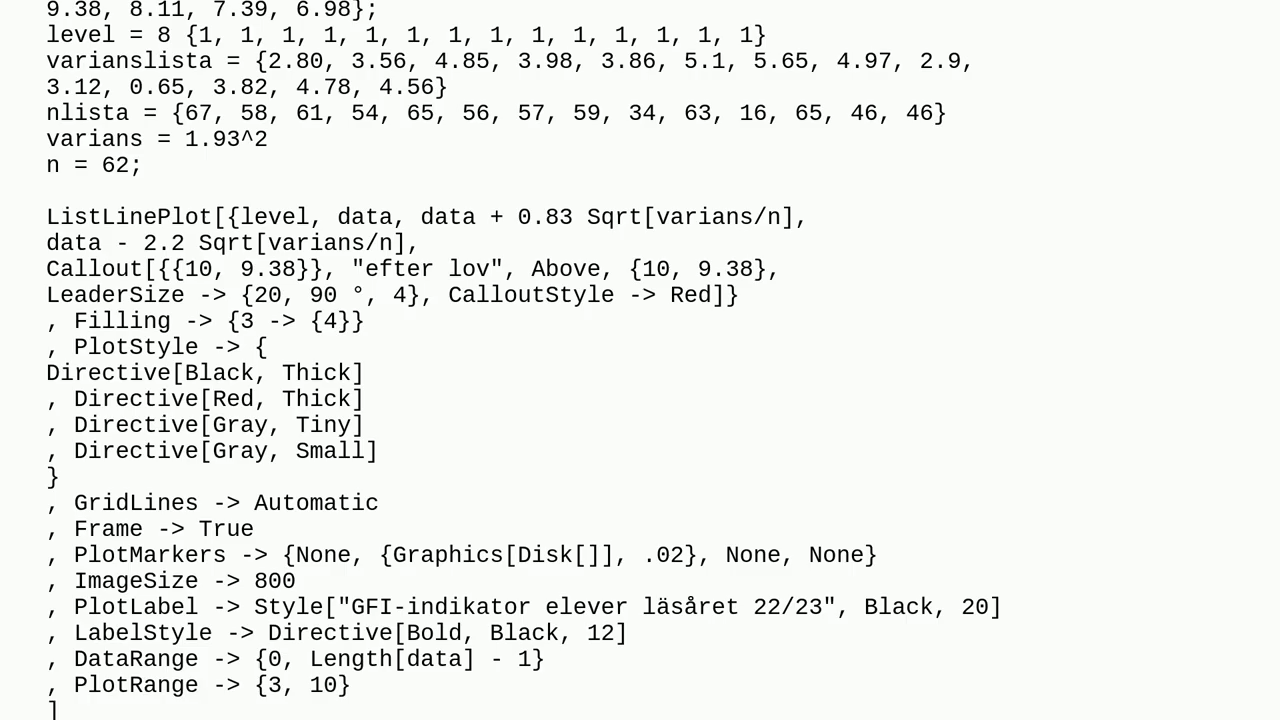 9.38, 8.11, 7.39, 6.98};
level = 8 {1, 1, 1, 1, 1, 1, 1, 1, 1, 1, 1, 1, 1, 1}
varianslista = {2.80, 3.56, 4.85, 3.98, 3.86, 5.1, 5.65, 4.97, 2.9,
3.12, 0.65, 3.82, 4.78, 4.56}
nlista = {67, 58, 61, 54, 65, 56, 57, 59, 34, 63, 16, 65, 46, 46}
varians = 1.93^2
n = 62;
ListLinePlot[{level, data, data + 0.83 Sqrt[varians/n],
data - 2.2 Sqrt[varians/n],
Callout[{{10, 9.38}}, "efter lov", Above, {10, 9.38},
LeaderSize -> {20, 90 °, 4}, CalloutStyle -> Red]}
, Filling -> {3 -> {4}}
, PlotStyle -> {
Directive[Black, Thick]
, Directive[Red, Thick]
, Directive[Gray, Tiny]
, Directive[Gray, Small]
}
, GridLines -> Automatic
, Frame -> True
, PlotMarkers -> {None, {Graphics[Disk[]], .02}, None, None}
, ImageSize -> 800
, PlotLabel -> Style["GFI-indikator elever läsåret 22/23", Black, 20]
, LabelStyle -> Directive[Bold, Black, 12]
, DataRange -> {0, Length[data] - 1}
, PlotRange -> {3, 10}
]